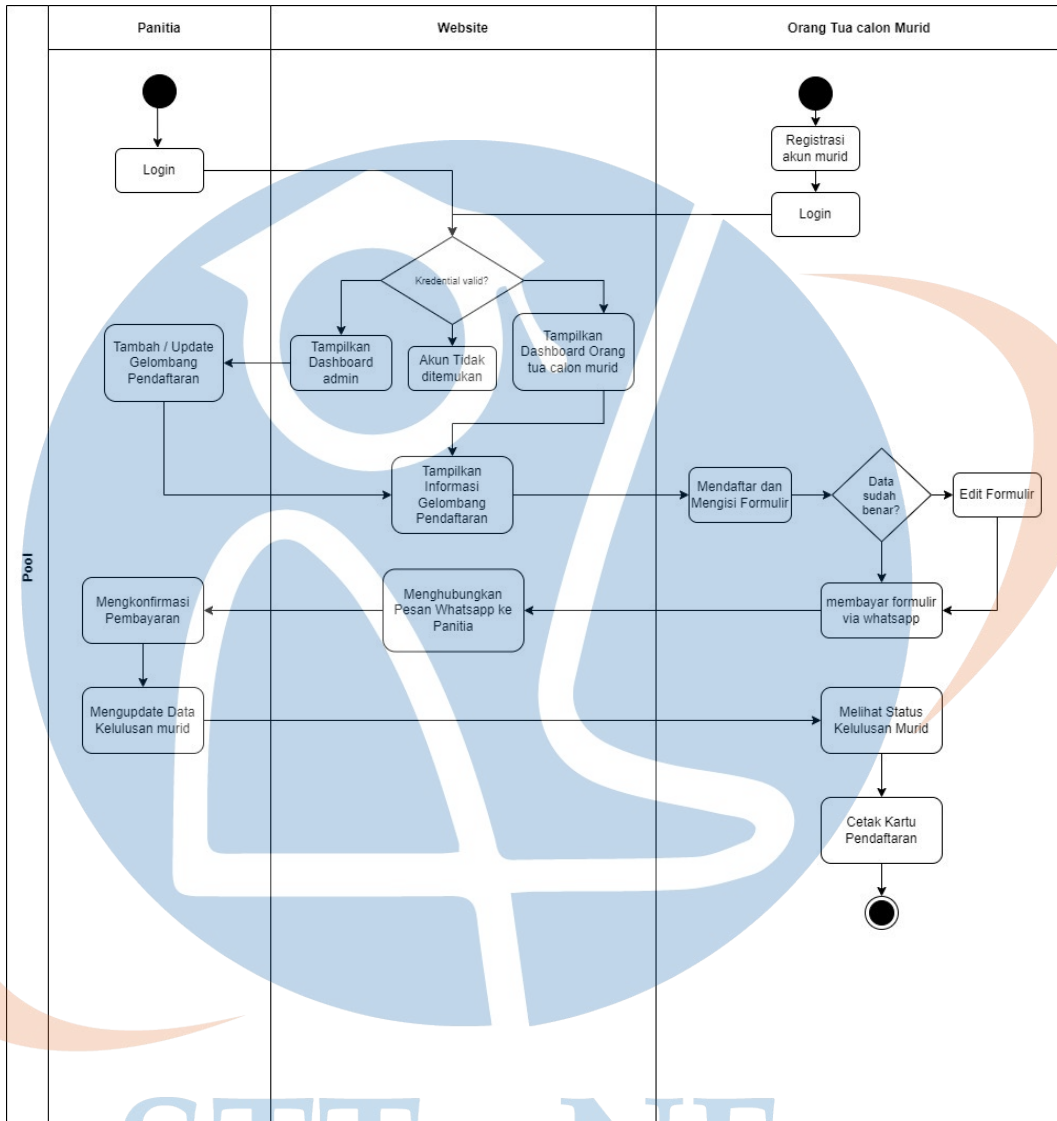 Panitia
Website
Orang Tua calon Murid
Pool
Registrasi
akun murid
Login
Login
Kredential valid?
Tambah / Update
Gelombang
Pendaftaran
Tampilkan
Dashboard
admin
Akun Tidak
ditemukan
Tampilkan
Dashboard Orang
tua calon murid
Tampilkan
Informasi
Gelombang
Pendaftaran
Mendaftar dan
Mengisi Formulir
Data
sudah
benar?
Edit Formulir
Mengkonfirmasi
Pembayaran
Menghubungkan
Pesan Whatsapp ke
Panitia
membayar formulir
via whatsapp
Mengupdate Data
Kelulusan murid
Melihat Status
Kelulusan Murid
Cetak Kartu
Pendaftaran
STT - NF